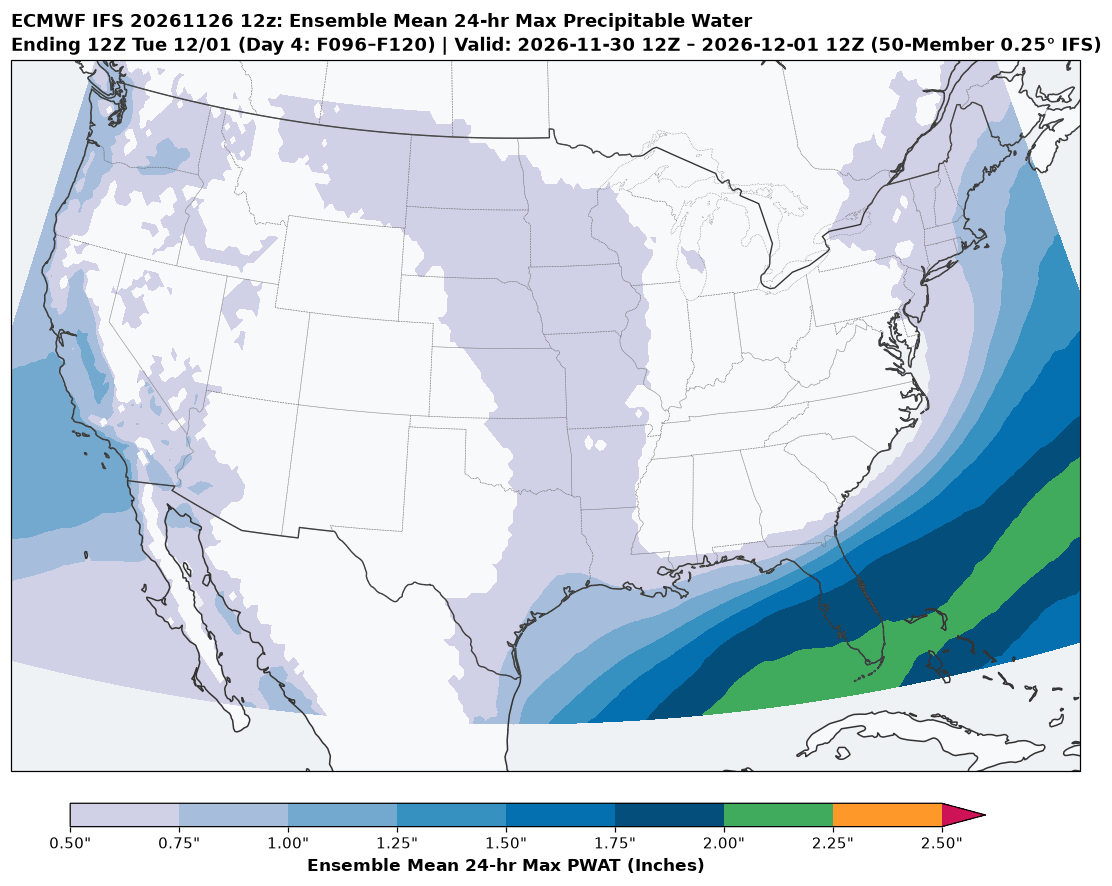 ECMWF IFS 20261126 12z: Ensemble Mean 24-hr Max Precipitable Water
Ending 12Z Tue 12/01 (Day 4: F096–F120) | Valid: 2026-11-30 12Z – 2026-12-01 12Z (50-Member 0.25° IFS)
0.50" 0.75" 1.00" 1.25" 1.50" 1.75" 2.00" 2.25" 2.50"
Ensemble Mean 24-hr Max PWAT (Inches)